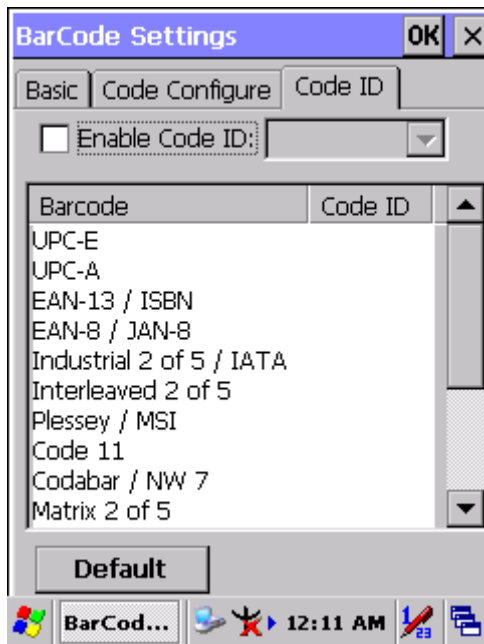 BarCode Settings OK ×
Basic Code Configure Code ID
Enable Code ID:
Barcode Code ID
UPC-E
UPC-A
EAN-13 / ISBN
EAN-8 / JAN-8
Industrial 2 of 5 / IATA
Interleaved 2 of 5
Plessey / MSI
Code 11
Codabar / NW 7
Matrix 2 of 5
Default
BarCod... 12:11 AM 1 23